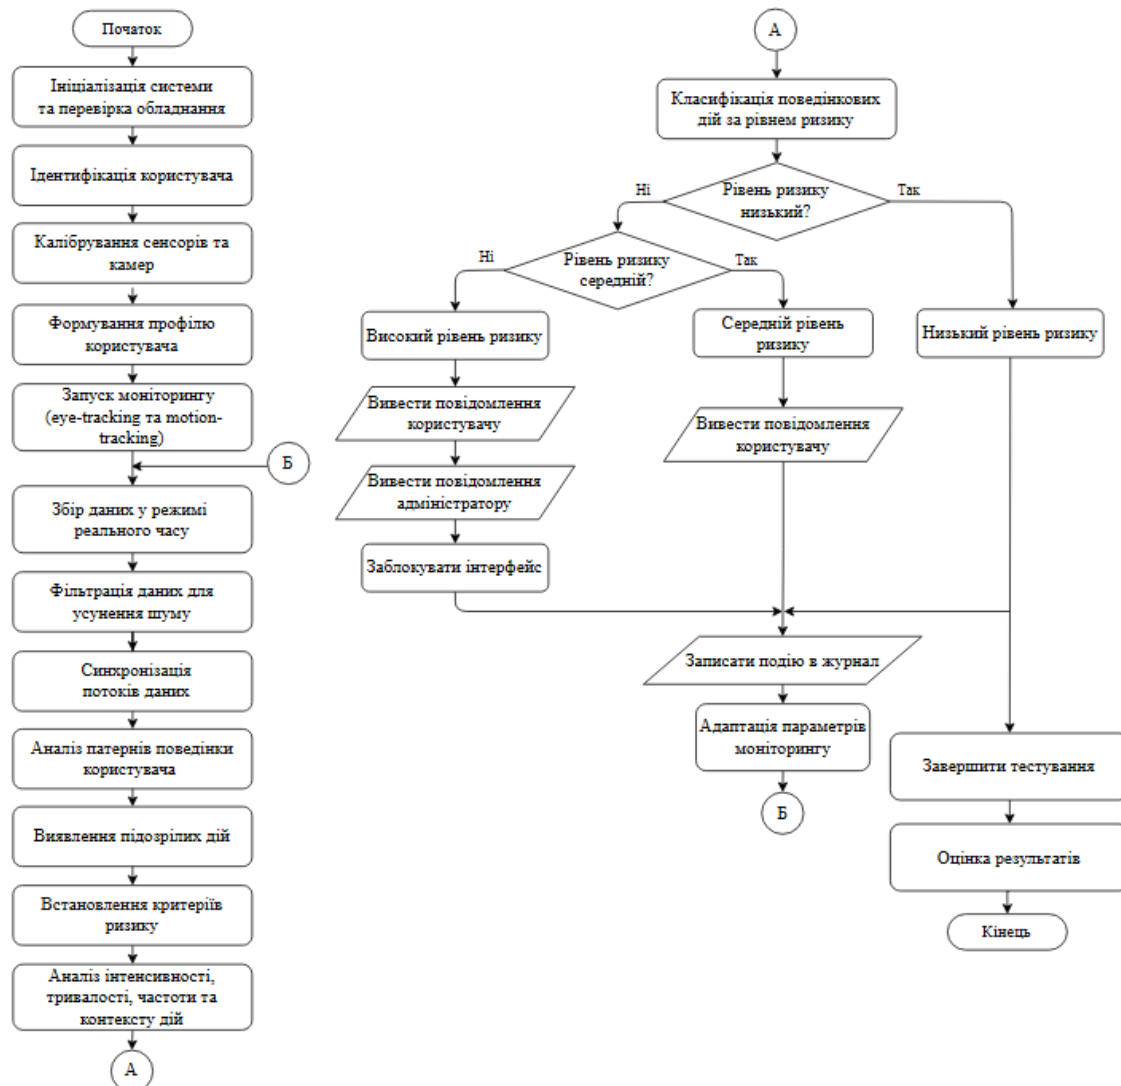 Початок
Ініціалізація системи
та перевірка обладнання
Ідентифікація користувача
Калібрування сенсорів та
камер
Формування профілю
користувача
Запуск моніторингу
(eye-tracking та motion-
tracking)
Б
Збір даних у режимі
реального часу
Фільтрація даних для
усунення шуму
Синхронізація
потоків даних
Аналіз патернів поведінки
користувача
Виявлення підозрілих дій
Встановлення критеріїв
ризику
Аналіз інтенсивності,
тривалості, частоти та
контексту дій
А
А
Класифікація поведінкових
дій за рівнем ризику
Ні
Рівень ризику
низький?
Так
Ні
Рівень ризику
середній?
Так
Високий рівень ризику
Вивести повідомлення
користувачу
Вивести повідомлення
адміністратору
Заблокувати інтерфейс
Середній рівень
ризику
Вивести повідомлення
користувачу
Низький рівень ризику
Записати подію в журнал
Адаптація параметрів
моніторингу
Б
Завершити тестування
Оцінка результатів
Кінець